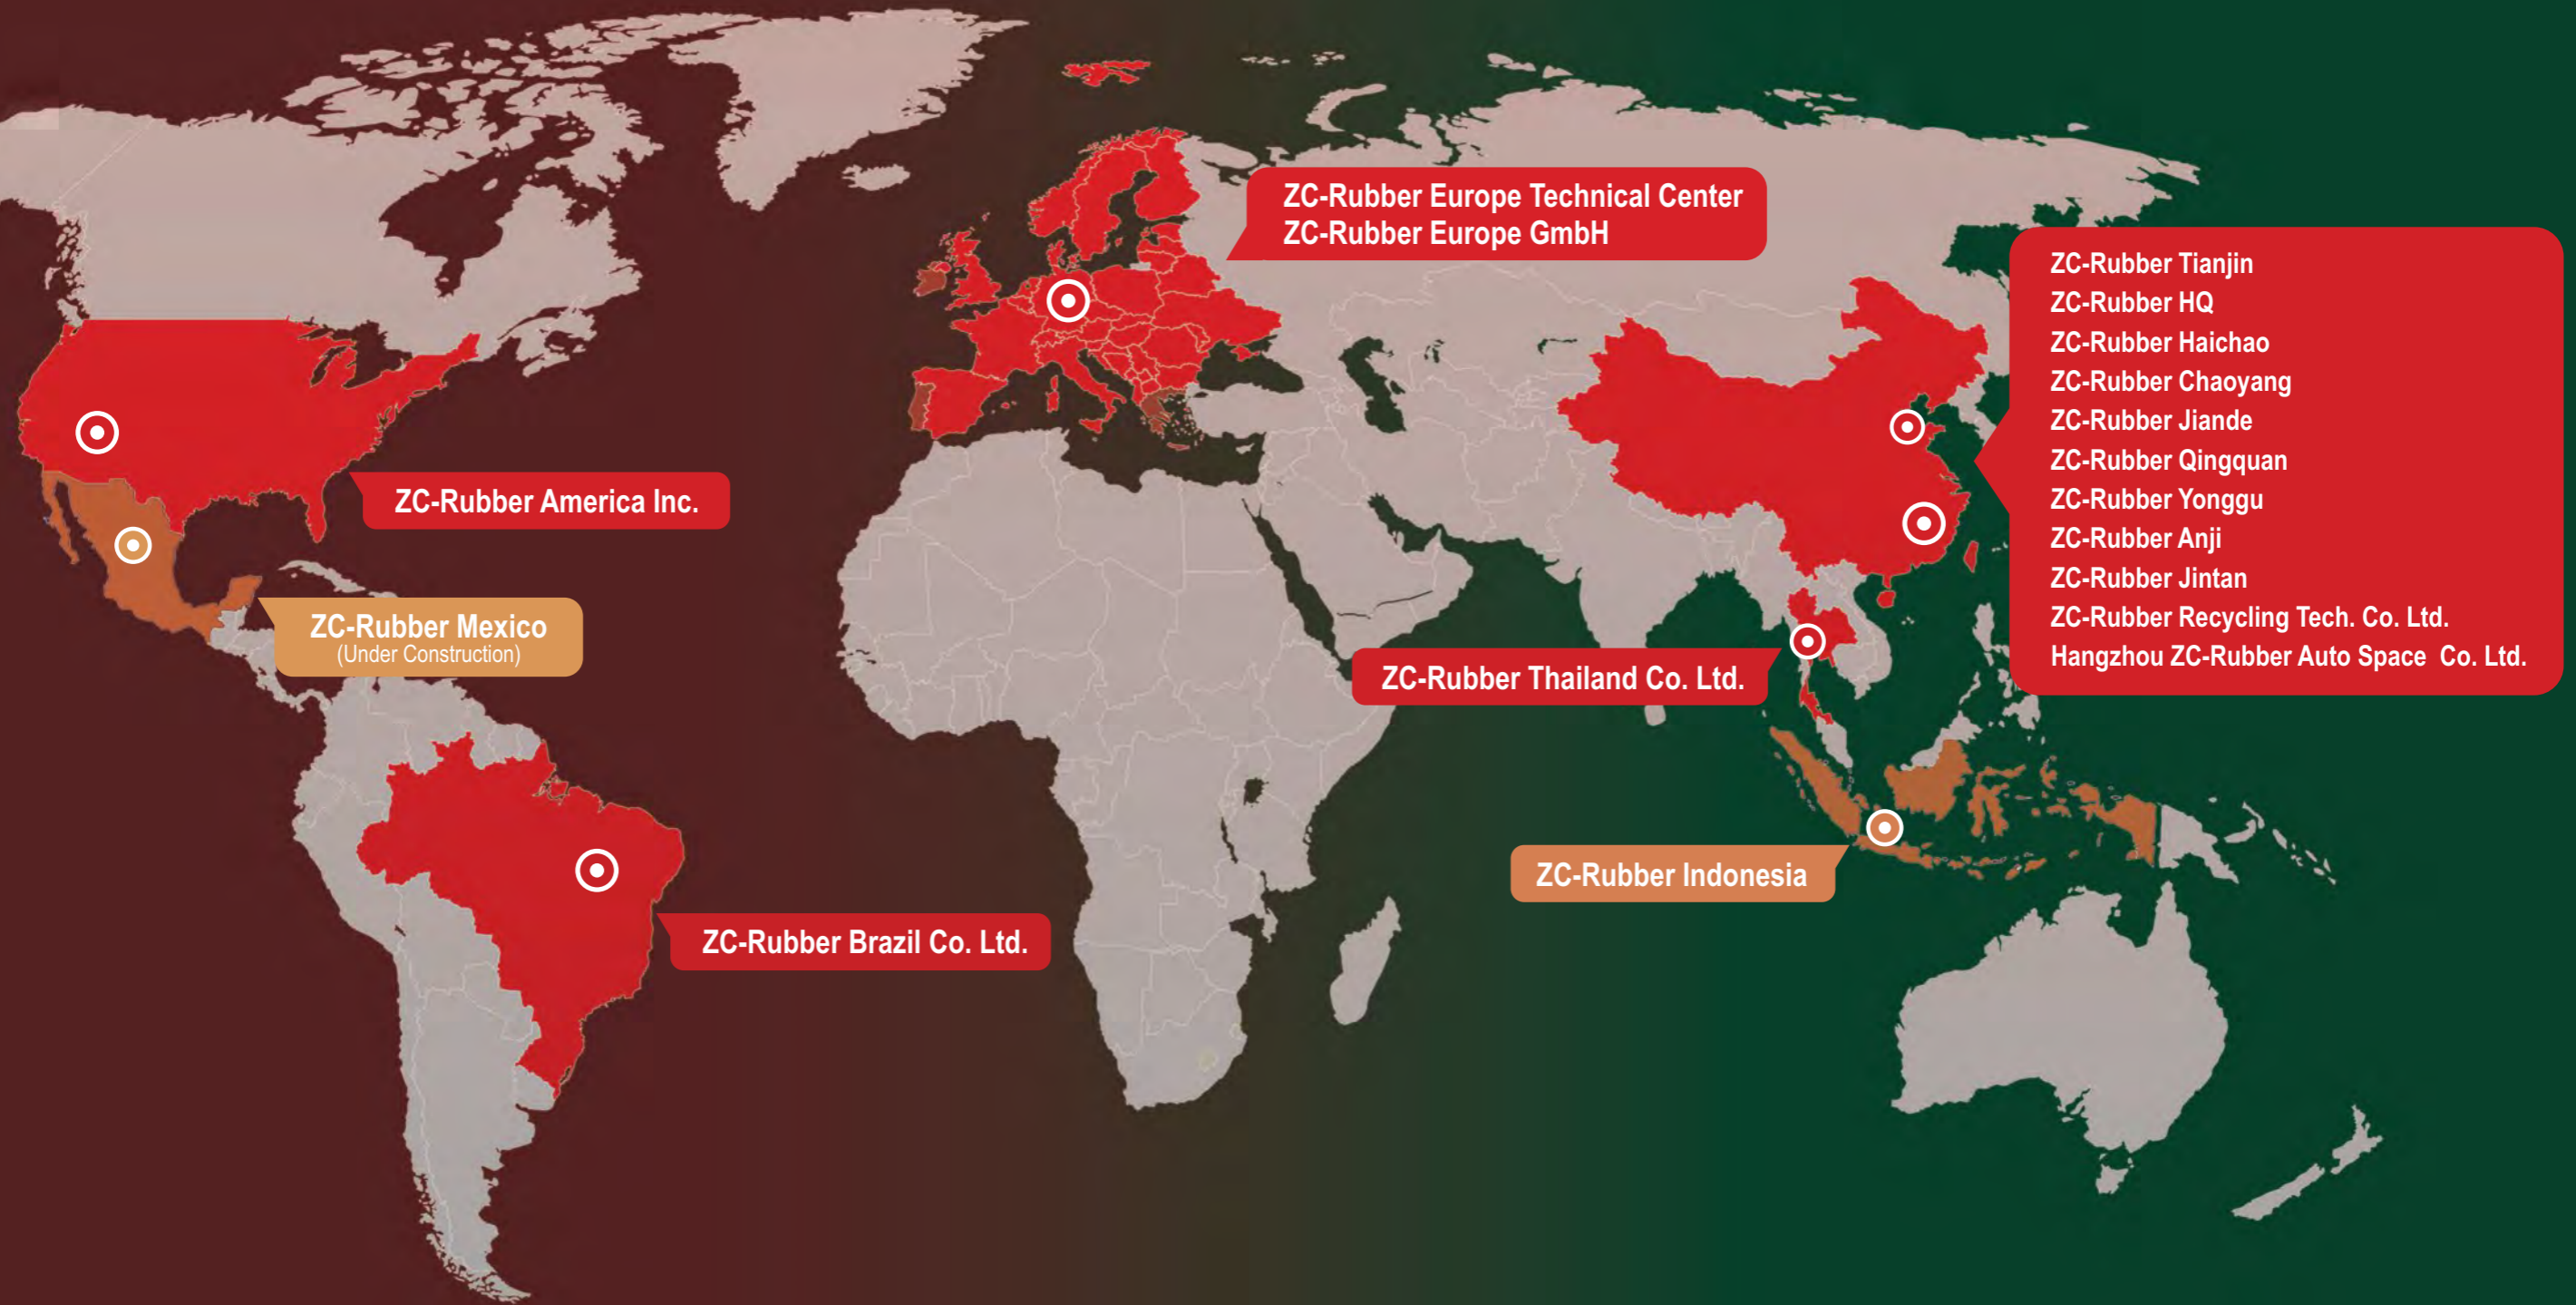 ZC-Rubber Europe Technical Center
ZC-Rubber Europe GmbH
ZC-Rubber Tianjin
ZC-Rubber HQ
ZC-Rubber Haichao
ZC-Rubber Chaoyang
ZC-Rubber Jiande
ZC-Rubber Qingquan
ZC-Rubber Yonggu
ZC-Rubber Anji
ZC-Rubber Jintan
ZC-Rubber Recycling Tech. Co. Ltd.
Hangzhou ZC-Rubber Auto Space Co. Ltd.
ZC-Rubber America Inc.
ZC-Rubber Mexico
(Under Construction)
ZC-Rubber Thailand Co. Ltd.
ZC-Rubber Indonesia
ZC-Rubber Brazil Co. Ltd.